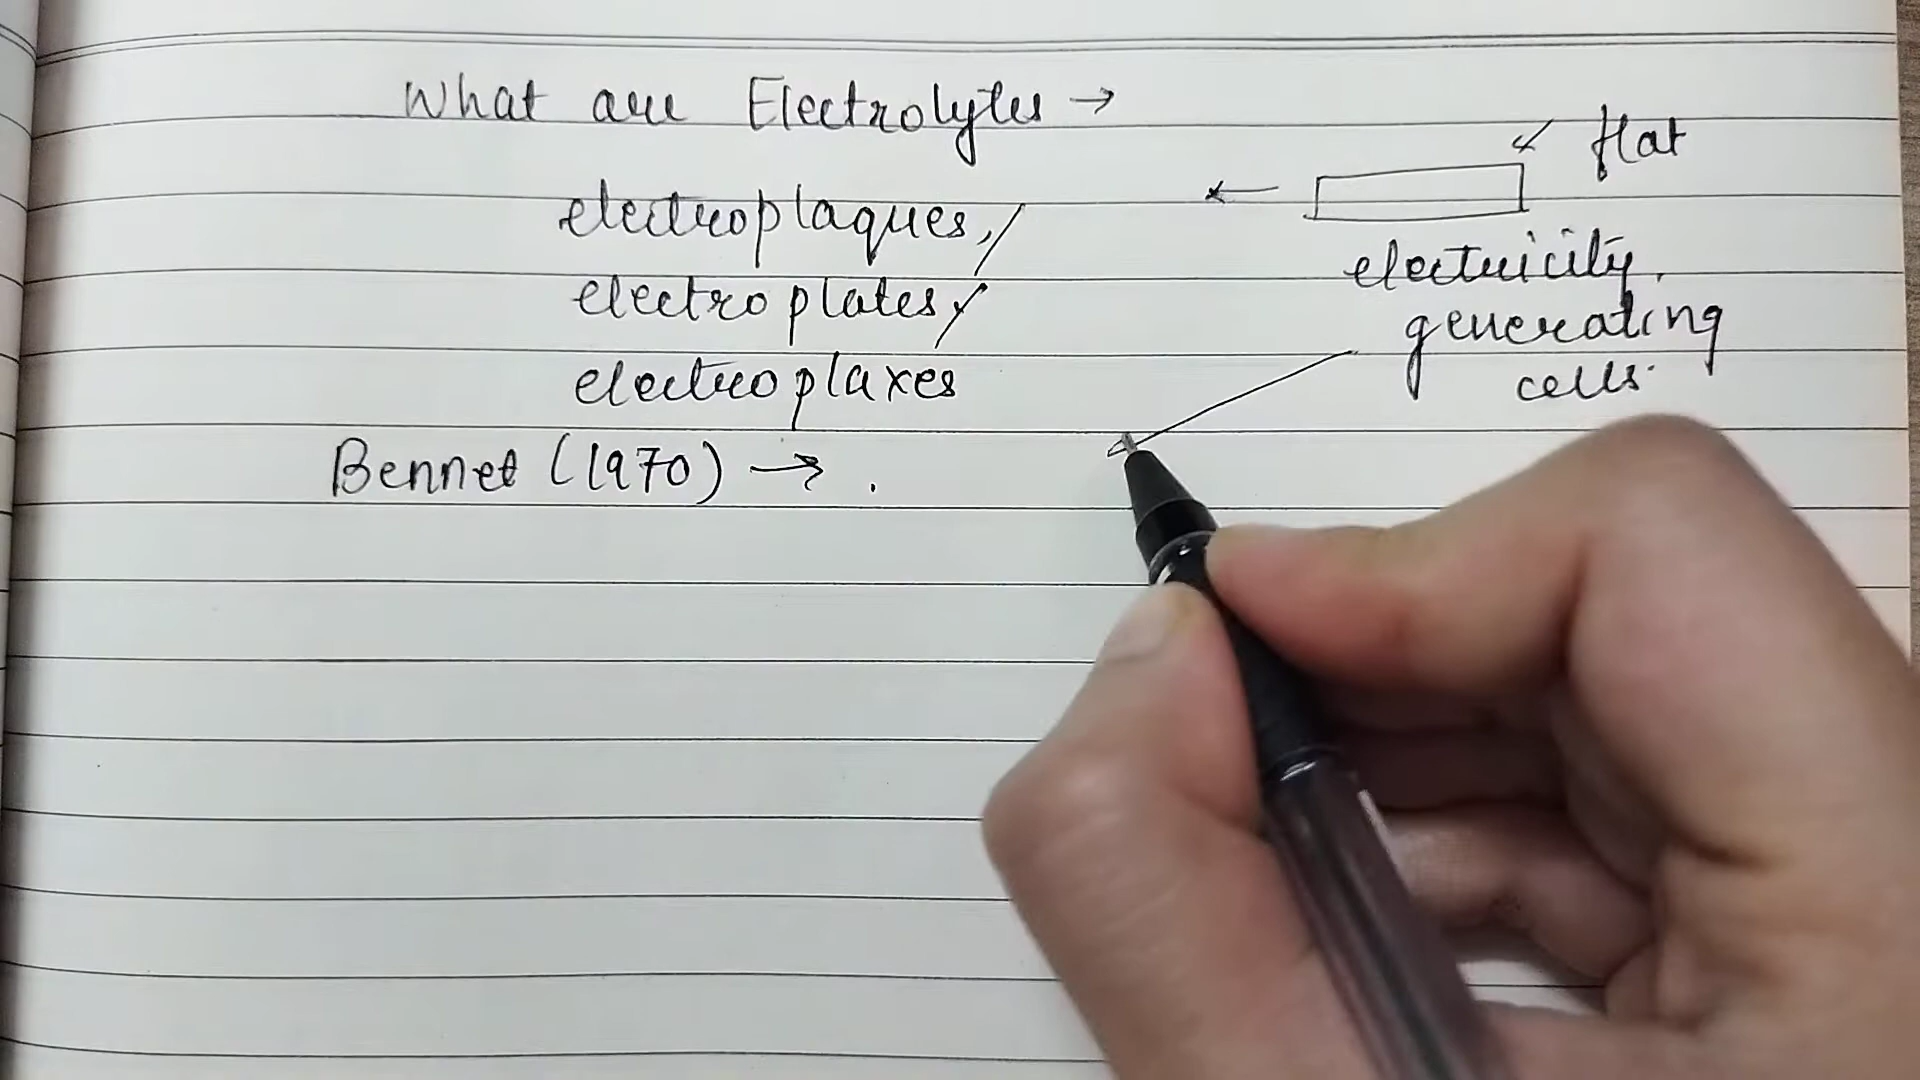 What are Electrolytes →
electroplaques, /
electroplates, /
electroplaxes
Bennet (1970) → .
flat
electricity.
generating
cells.